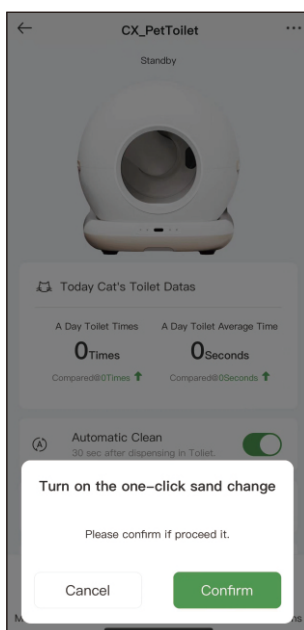 CX_PetToilet
Standby
Today Cat's Toilet Datas
A Day Toilet Times
A Day Toilet Average Time
0Times
0Seconds
Compared@0Times ↑
Compared@0Seconds ↑
Automatic Clean
30 sec after dispensing in Toliet.
Turn on the one-click sand change
Please confirm if proceed it.
Cancel
Confirm